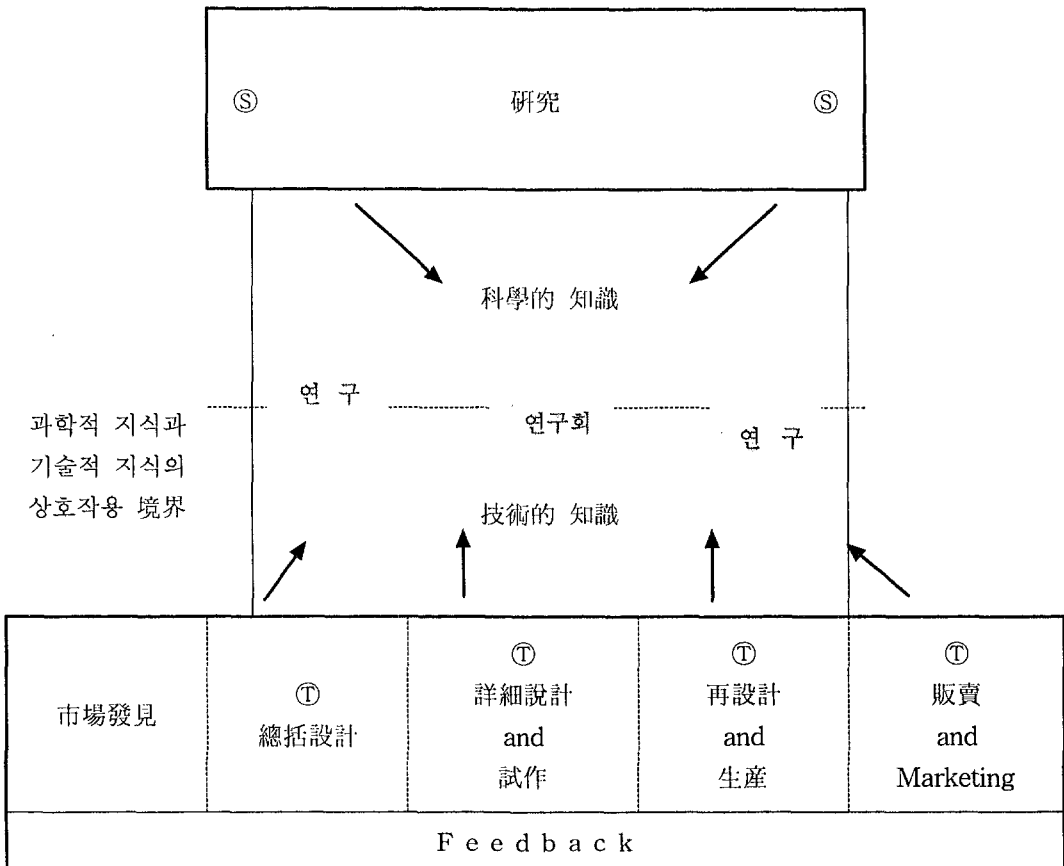 Ⓢ 硏究 Ⓢ
科學的 知識
연 구
연구회
연 구
과학적 지식과
기술적 지식의
상호작용 境界
技術的 知識
市場發見
Ⓣ
總括設計
Ⓣ
詳細說計
and
試作
Ⓣ
再設計
and
生産
Ⓣ
販賣
and
Marketing
Feedback